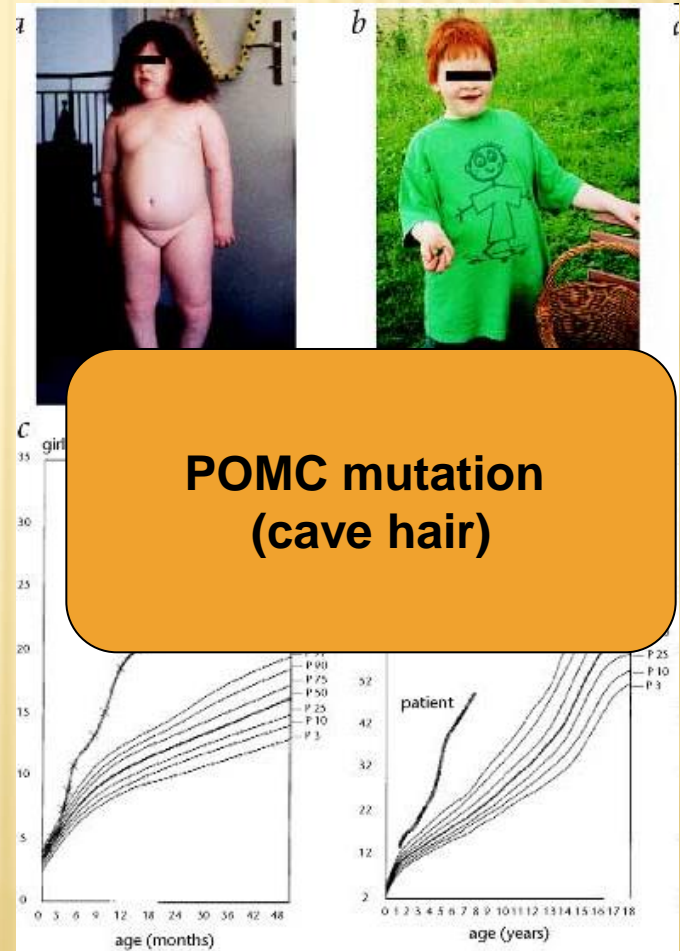 a
b
c
girl
35
30
25
20
15
10
5
0
0 3 6 9 12 18 24 30 36 42 48
age (months)
P 90
P 75
P 50
P 25
P 10
P 3
POMC mutation
(cave hair)
52
42
32
22
12
2
patient
P 25
P 10
P 3
0 1 2 3 4 5 6 7 8 9 10 11 12 13 14 15 16 17 18
age (years)